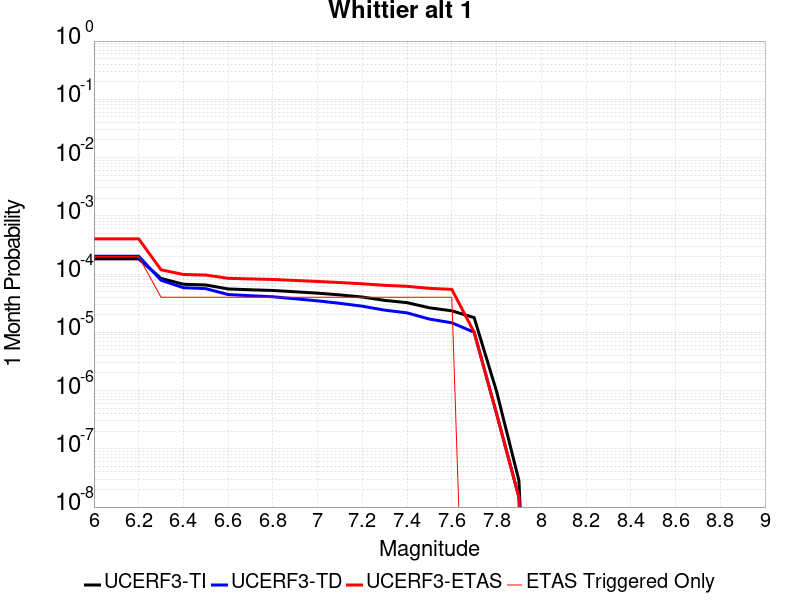 Whittier alt 1
10 0
10 -1
10 -2
10 -3
10 -4
10 -5
10 -6
10 -7
10 -8
1 Month Probability
6 6.2 6.4 6.6 6.8 7 7.2 7.4 7.6 7.8 8 8.2 8.4 8.6 8.8 9
Magnitude
UCERF3-TI UCERF3-TD UCERF3-ETAS ETAS Triggered Only